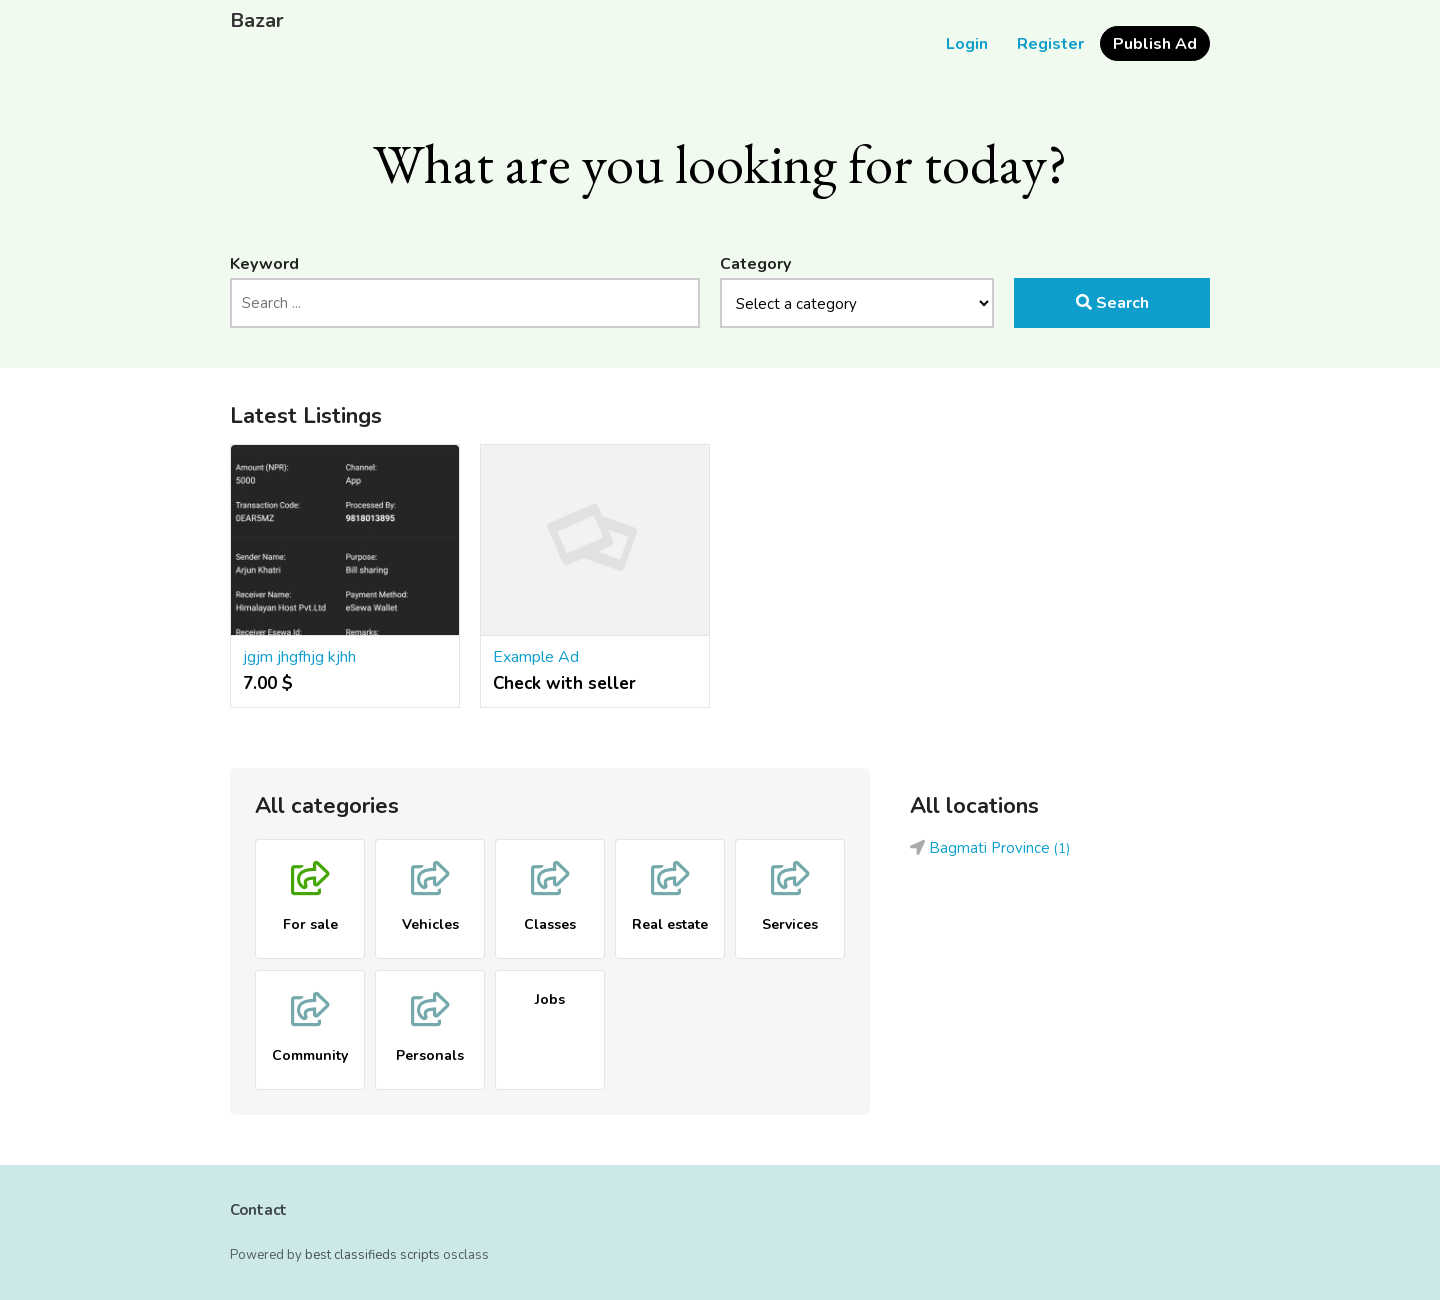 Bazar
Login Register Publish Ad
What are you looking for today?
Keyword
Category
Search ...
Select a category
Search
Latest Listings
Amount (NPR): Channel:
5000 App
Transaction Code: Processed By:
0EAR5MZ 9818013895
Sender Name: Purpose:
Arjun Khatri Bill sharing
Receiver Name: Payment Method:
Himalayan Host Pvt.Ltd eSewa Wallet
Receiver Esewa Id: Remarks:
jgjm jhgfhjg kjhh
7.00 $
Example Ad
Check with seller
All categories
For sale
Vehicles
Classes
Real estate
Services
Community
Personals
Jobs
All locations
Bagmati Province (1)
Contact
Powered by best classifieds scripts osclass